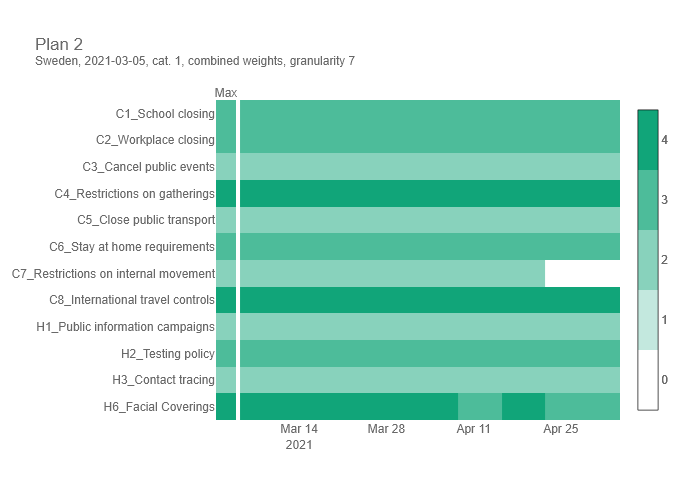 Plan 2
Sweden, 2021-03-05, cat. 1, combined weights, granularity 7
Max
C1_School closing
C2_Workplace closing
C3_Cancel public events
C4_Restrictions on gatherings
C5_Close public transport
C6_Stay at home requirements
C7_Restrictions on internal movement
C8_International travel controls
H1_Public information campaigns
H2_Testing policy
H3_Contact tracing
H6_Facial Coverings
4
3
2
1
0
Mar 14 Mar 28 Apr 11 Apr 25
2021